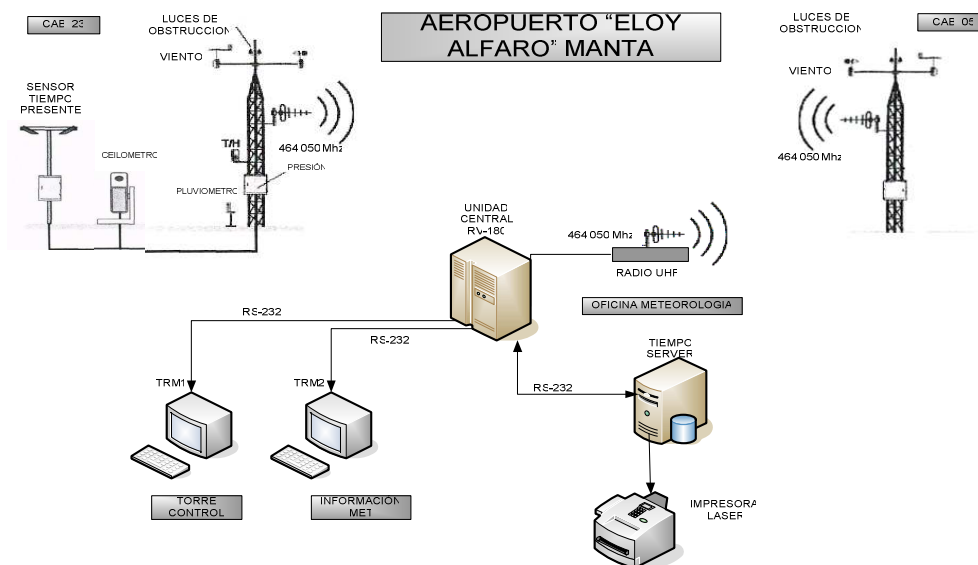 CAE 23
LUCES DE
OBSTRUCCION
VIENTO
SENSOR
TIEMPO
PRESENTE
CEILOMETRO
T/H
464 050 Mhz
PRESIÓN
PLUVIOMETRO
AEROPUERTO “ELOY
ALFARO” MANTA
LUCES DE
OBSTRUCCION
CAE 05
VIENTO
464 050 Mhz
UNIDAD
CENTRAL
RV-180
464 050 Mhz
RADIO UHF
OFICINA METEOROLOGIA
RS-232
RS-232
RS-232
TIEMPO
SERVER
TRM1
TRM2
TORRE
CONTROL
INFORMACION
MET
IMPRESORA
LASER